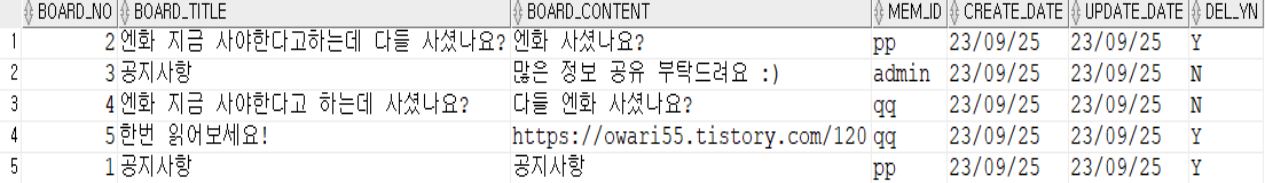 BOARD_NO BOARD_TITLE BOARD_CONTENT MEM_ID CREATE_DATE UPDATE_DATE DEL_YN
1 2 엔화 지금 사야한다고하는데 다들 사셨나요? 엔화 사셨나요? pp 23/09/25 23/09/25 Y
2 3 공지사항 많은 정보 공유 부탁드려요 :) admin 23/09/25 23/09/25 N
3 4 엔화 지금 사야한다고 하는데 사셨나요? 다들 엔화 사셨나요? qq 23/09/25 23/09/25 N
4 5 한번 읽어보세요! https://owari55.tistory.com/120 qq 23/09/25 23/09/25 Y
5 1 공지사항 공지사항 pp 23/09/25 23/09/25 Y